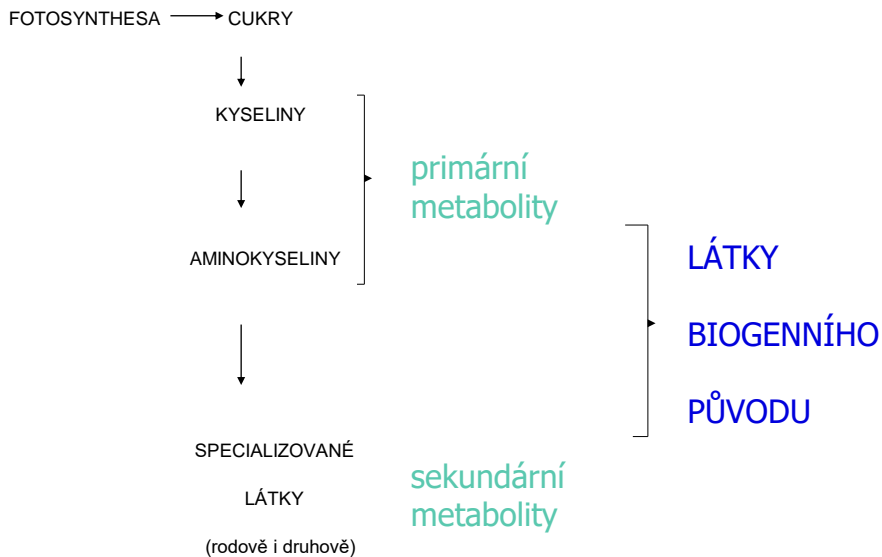 FOTOSYNTHESA
CUKRY
KYSELINY
primární
metabolity
AMINOKYSELINY
LÁTKY
BIOGENNÍHO
PŮVODU
SPECIALIZOVANÉ
LÁTKY
(rodově i druhově)
sekundární
metabolity